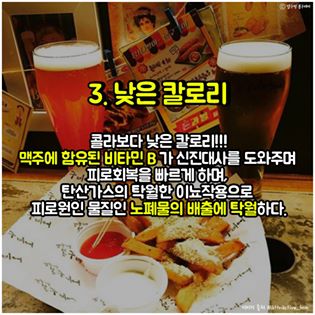 3. 낮은 칼로리
콜라보다 낮은 칼로리!!!
맥주에 함유된 비타민 B 가 신진대사를 도와주며
피로회복을 빠르게 하며,
탄산가스의 탁월한 이뇨작용으로
피로원인 물질인 노폐물의 배출에 탁월하다.